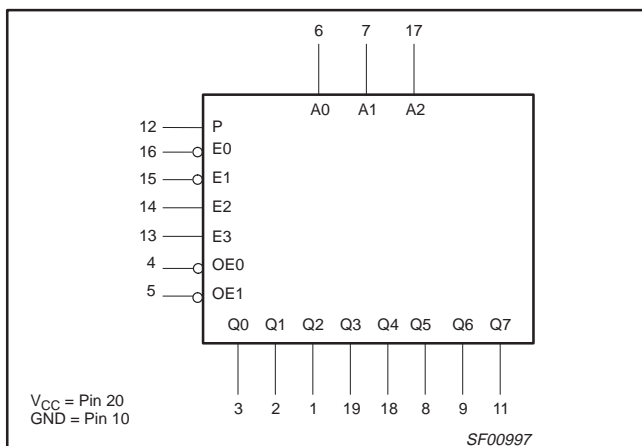 6 7 17
A0 A1 A2
12 P
16 E0
15 E1
14 E2
13 E3
4 OE0
5 OE1
Q0 Q1 Q2 Q3 Q4 Q5 Q6 Q7
3 2 1 19 18 8 9 11
VCC = Pin 20
GND = Pin 10
SF00997